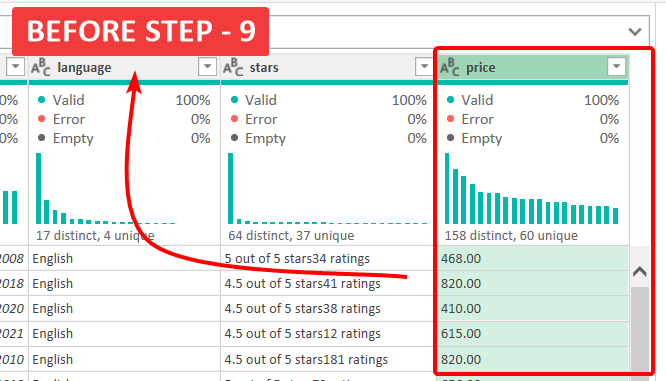 BEFORE STEP - 9
ABC language ABC stars ABC price
0% Valid 100% Valid 100% Valid 100%
0% Error 0% Error 0% Error 0%
0% Empty 0% Empty 0% Empty 0%
17 distinct, 4 unique 64 distinct, 37 unique 158 distinct, 60 unique
2008 English 5 out of 5 stars34 ratings 468.00
2018 English 4.5 out of 5 stars41 ratings 820.00
2020 English 4.5 out of 5 stars38 ratings 410.00
2021 English 4.5 out of 5 stars12 ratings 615.00
2010 English 4.5 out of 5 stars181 ratings 820.00